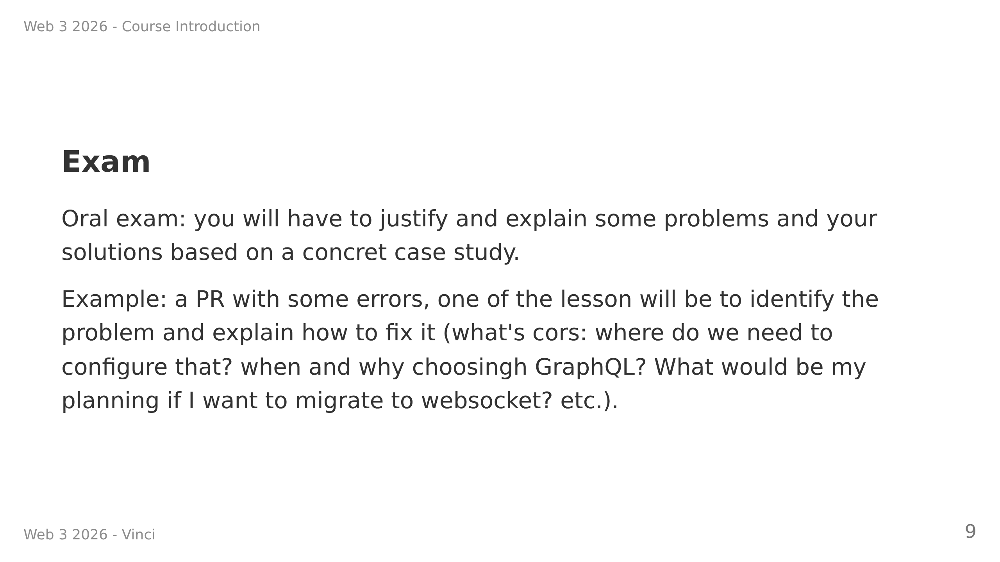 Web 3 2026 - Course Introduction
Exam
Oral exam: you will have to justify and explain some problems and your
solutions based on a concret case study.
Example: a PR with some errors, one of the lesson will be to identify the
problem and explain how to fix it (what's cors: where do we need to
configure that? when and why choosingh GraphQL? What would be my
planning if I want to migrate to websocket? etc.).
Web 3 2026 - Vinci
9